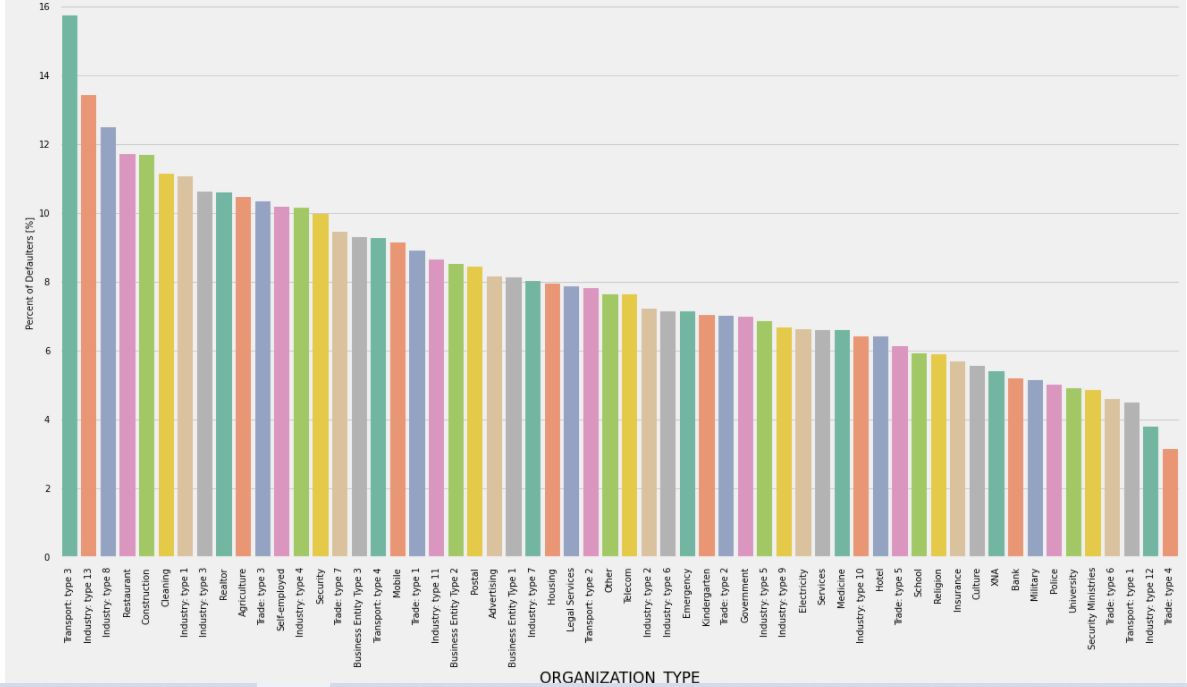 16
14
12
10
8
6
4
2
0
Percent of Defaulters [%]
Transport: type 3
Industry: type 13
Industry: type 8
Restaurant
Construction
Cleaning
Industry: type 1
Industry: type 3
Realtor
Agriculture
Trade: type 3
Self-employed
Industry: type 4
Security
Trade: type 7
Business Entity Type 3
Transport: type 4
Mobile
Trade: type 1
Industry: type 11
Business Entity Type 2
Postal
Advertising
Business Entity Type 1
Industry: type 7
Housing
Legal Services
Transport: type 2
Other
Telecom
Industry: type 2
Industry: type 6
Emergency
Kindergarten
Trade: type 2
Government
Industry: type 5
Industry: type 9
Electricity
Services
Medicine
Industry: type 10
Hotel
Trade: type 5
School
Religion
Insurance
Culture
XNA
Bank
Military
Police
University
Security Ministries
Trade: type 6
Transport: type 1
Industry: type 12
Trade: type 4
ORGANIZATION TYPE